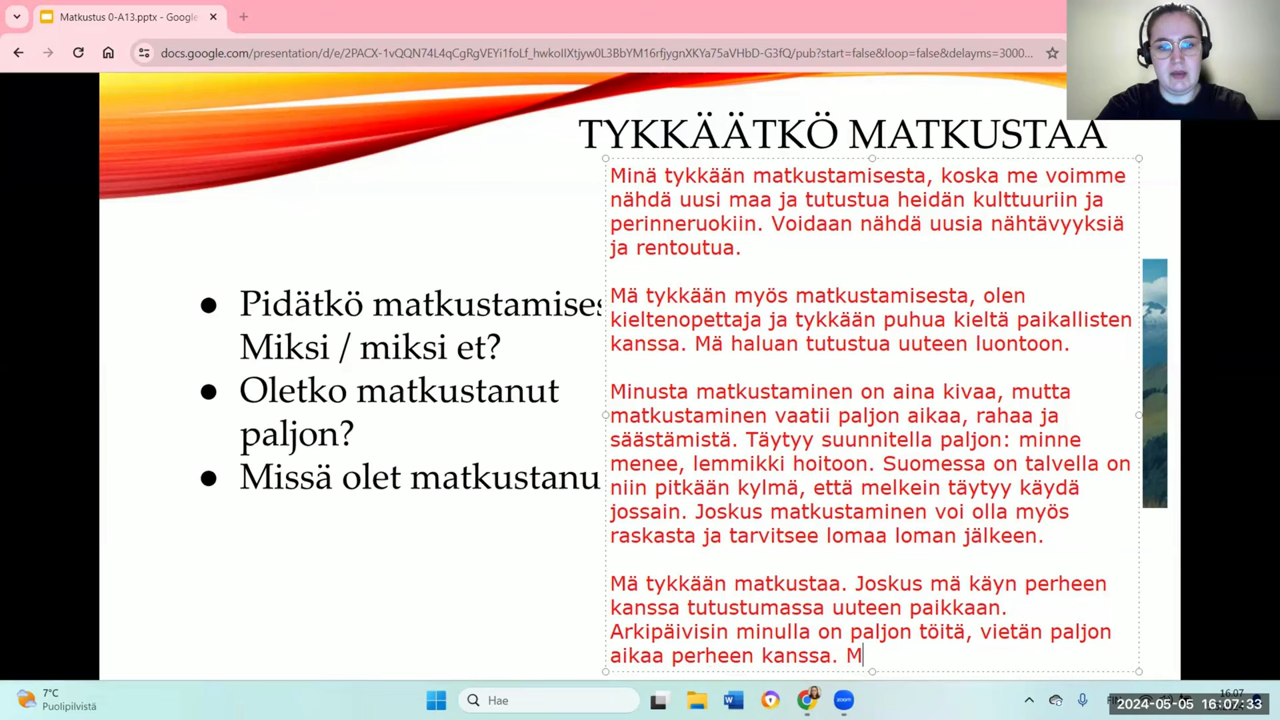 Matkustus 0-A13.pptx - Google
docs.google.com/presentation/d/e/2PACX-1vQQN74L4qCgOgVEYi1foLf_hwkoIIXtjyw0L3BbYM16rfjygnXKYa75aVHbD-G3fQ/pub?start=false&loop=false&delayms=3000...
TYKKÄÄTKÖ MATKUSTAA
Pidätkö matkustamises
Miksi / miksi et?
● Oletko matkustanut
paljon?
● Missä olet matkustanu
Minä tykkään matkustamisesta, koska me voimme
nähdä uusi maa ja tutustua heidän kulttuuriin ja
perinneruokiin. Voidaan nähdä uusia nähtävyyksiä
ja rentoutua.
Mä tykkään myös matkustamisesta, olen
kieltenopettaja ja tykkään puhua kieltä paikallisten
kanssa. Mä haluan tutustua uuteen luontoon.
Minusta matkustaminen on aina kivaa, mutta
matkustaminen vaatii paljon aikaa, rahaa ja
säästämistä. Täytyy suunnitella paljon: minne
menee, lemmikki hoitoon. Suomessa on talvella on
niin pitkään kylmä, että melkein täytyy käydä
jossain. Joskus matkustaminen voi olla myös
raskasta ja tarvitsee lomaa loman jälkeen.
Mä tykkään matkustaa. Joskus mä käyn perheen
kanssa tutustumassa uuteen paikkaan.
Arkipäivisin minulla on paljon töitä, vietän paljon
aikaa perheen kanssa. M
7°C
Puolipilvistä
Hae
16.07
2024-05-05 16:07:33